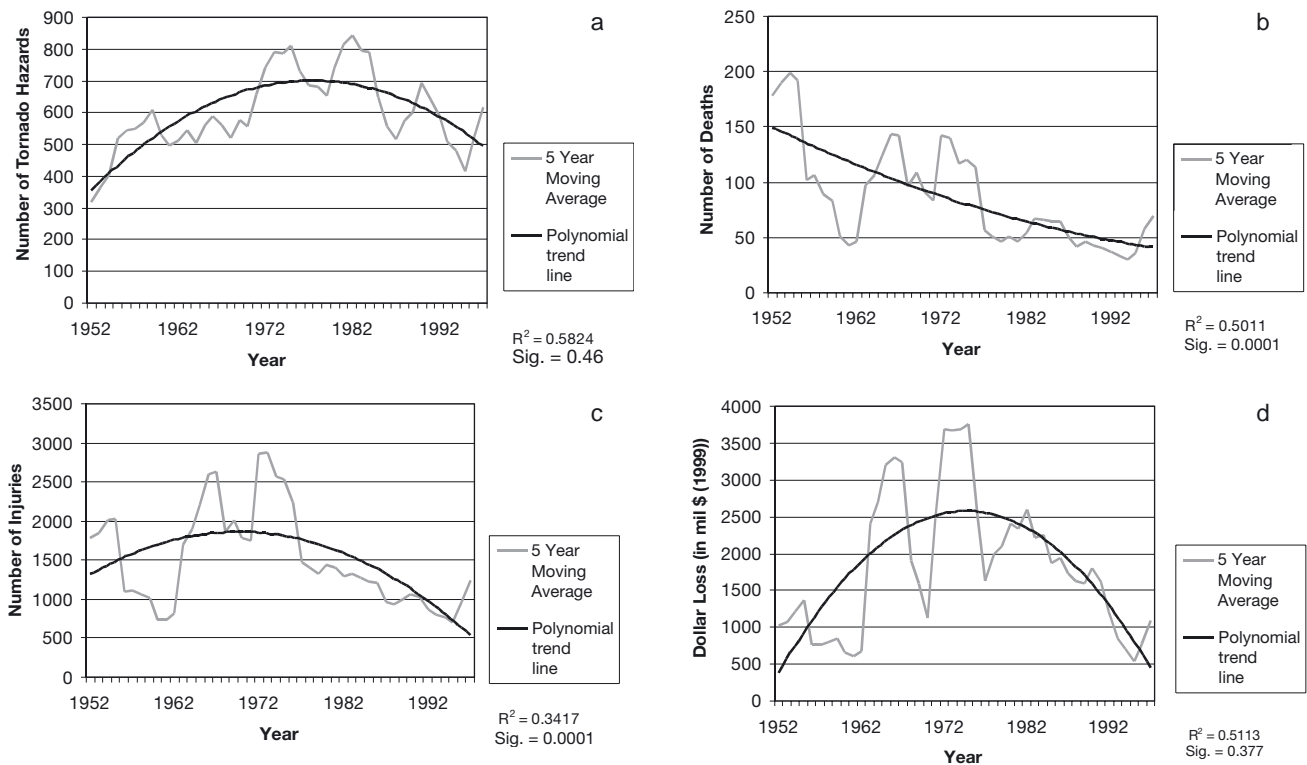 a
900
800
700
600
500
400
300
200
100
0
Number of Tornado Hazards
1952 1962 1972 1982 1992
Year
5 Year
Moving
Average
Polynomial
trend
line
R² = 0.5824
Sig. = 0.46
b
250
200
150
100
50
0
Number of Deaths
1952 1962 1972 1982 1992
Year
5 Year
Moving
Average
Polynomial
trend
line
R² = 0.5011
Sig. = 0.0001
c
3500
3000
2500
2000
1500
1000
500
0
Number of Injuries
1952 1962 1972 1982 1992
Year
5 Year
Moving
Average
Polynomial
trend
line
R² = 0.3417
Sig. = 0.0001
d
4000
3500
3000
2500
2000
1500
1000
500
0
Dollar Loss (in mil $ (1999))
1952 1962 1972 1982 1992
Year
5 Year
Moving
Average
Polynomial
trend
line
R² = 0.5113
Sig. = 0.377